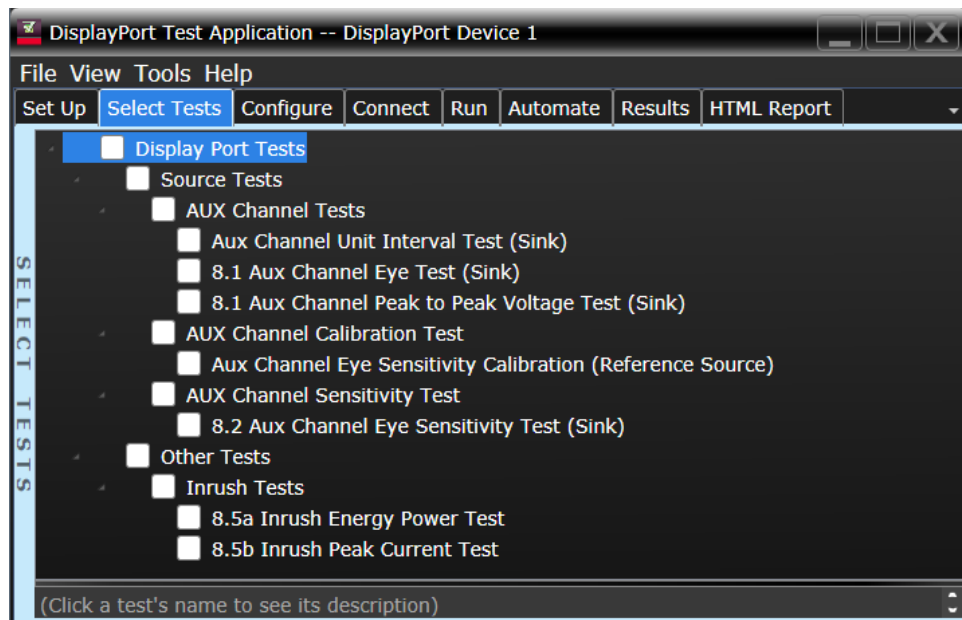 DisplayPort Test Application -- DisplayPort Device 1
File View Tools Help
Set Up Select Tests Configure Connect Run Automate Results HTML Report
SELECT TESTS
Display Port Tests
Source Tests
AUX Channel Tests
Aux Channel Unit Interval Test (Sink)
8.1 Aux Channel Eye Test (Sink)
8.1 Aux Channel Peak to Peak Voltage Test (Sink)
AUX Channel Calibration Test
Aux Channel Eye Sensitivity Calibration (Reference Source)
AUX Channel Sensitivity Test
8.2 Aux Channel Eye Sensitivity Test (Sink)
Other Tests
Inrush Tests
8.5a Inrush Energy Power Test
8.5b Inrush Peak Current Test
(Click a test's name to see its description)